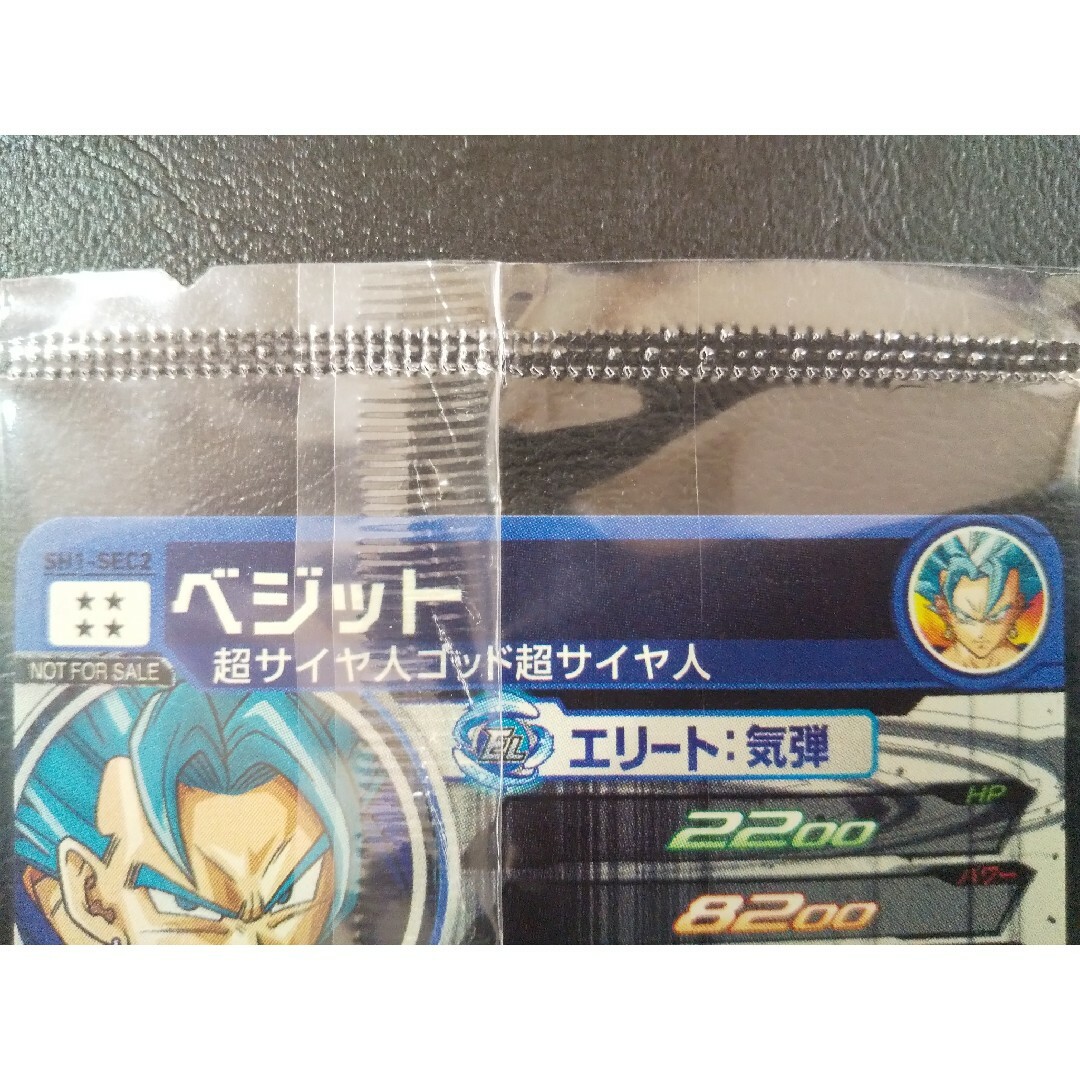 SH1-SEC2
ベジット
NOT FOR SALE
超サイヤ人ゴッド超サイヤ人
EL
エリート:気弾
HP
2200
パワー
8200